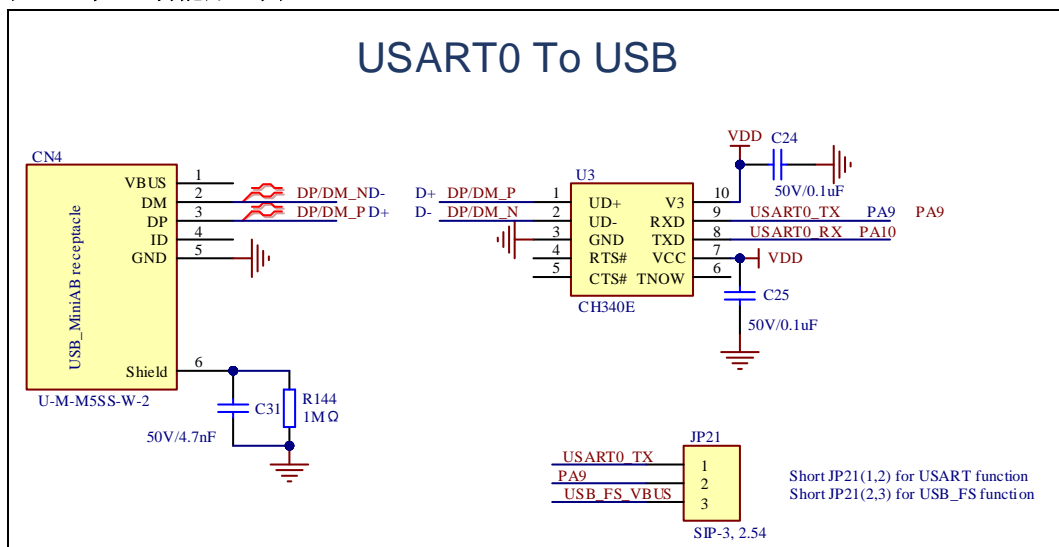 USART0 To USB
CN4
VBUS 1
DM 2 DP/DM_N D-
DP 3 DP/DM_P D+
ID 4
GND 5
USB_MiniAB receptacle
Shield 6
U-M-M5SS-W-2
C31
50V/4.7nF
R144
1MΩ
U3
D+ DP/DM_P 1 UD+
D- DP/DM_N 2 UD-
3 GND
4 RTS#
5 CTS#
V3 10
RXD 9 USART0_TX PA9 PA9
TXD 8 USART0_RX PA10
VCC 7 VDD
TNOW 6
CH340E
VDD
C24
50V/0.1uF
C25
50V/0.1uF
JP21
USART0_TX 1
PA9 2
USB_FS_VBUS 3
SIP-3, 2.54
Short JP21(1,2) for USART function
Short JP21(2,3) for USB_FS function